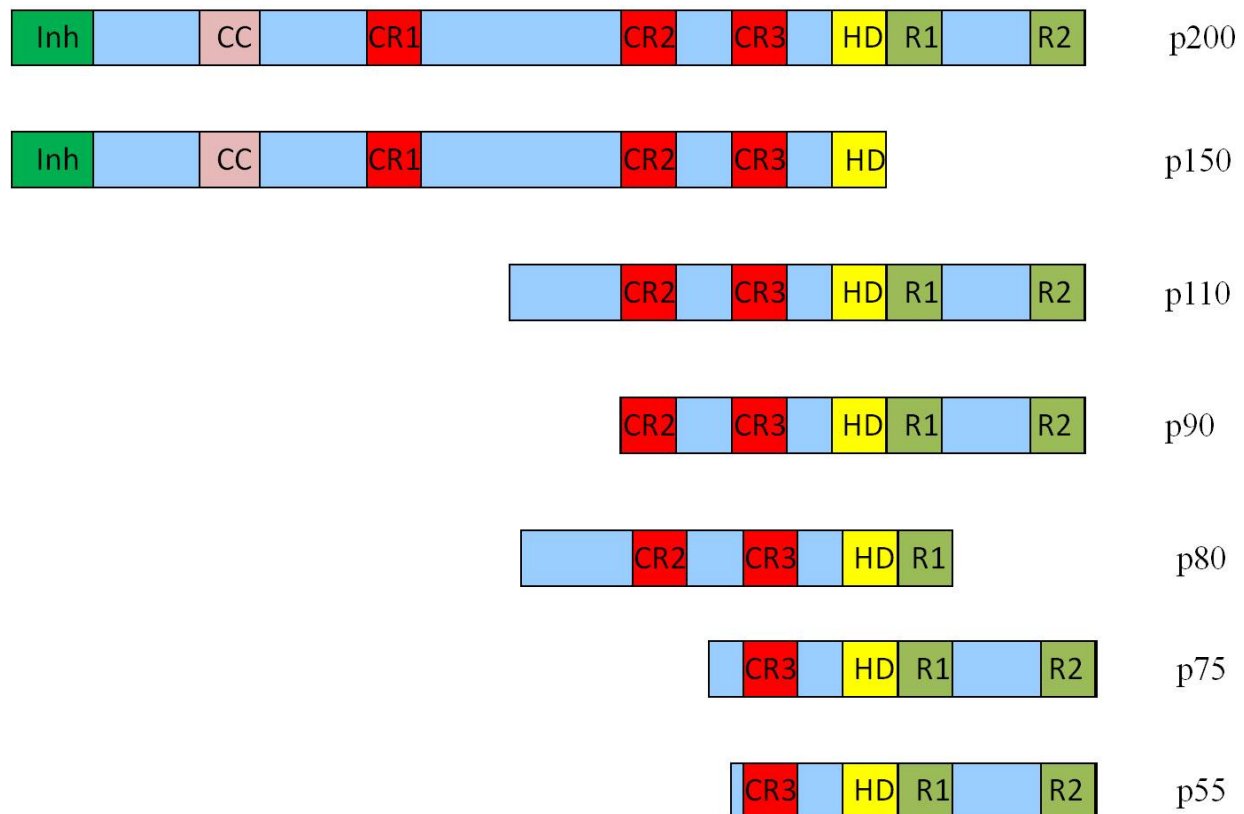 Inh CC CR1 CR2 CR3 HD R1 R2 p200
Inh CC CR1 CR2 CR3 HD p150
CR2 CR3 HD R1 R2 p110
CR2 CR3 HD R1 R2 p90
CR2 CR3 HD R1 p80
CR3 HD R1 R2 p75
CR3 HD R1 R2 p55